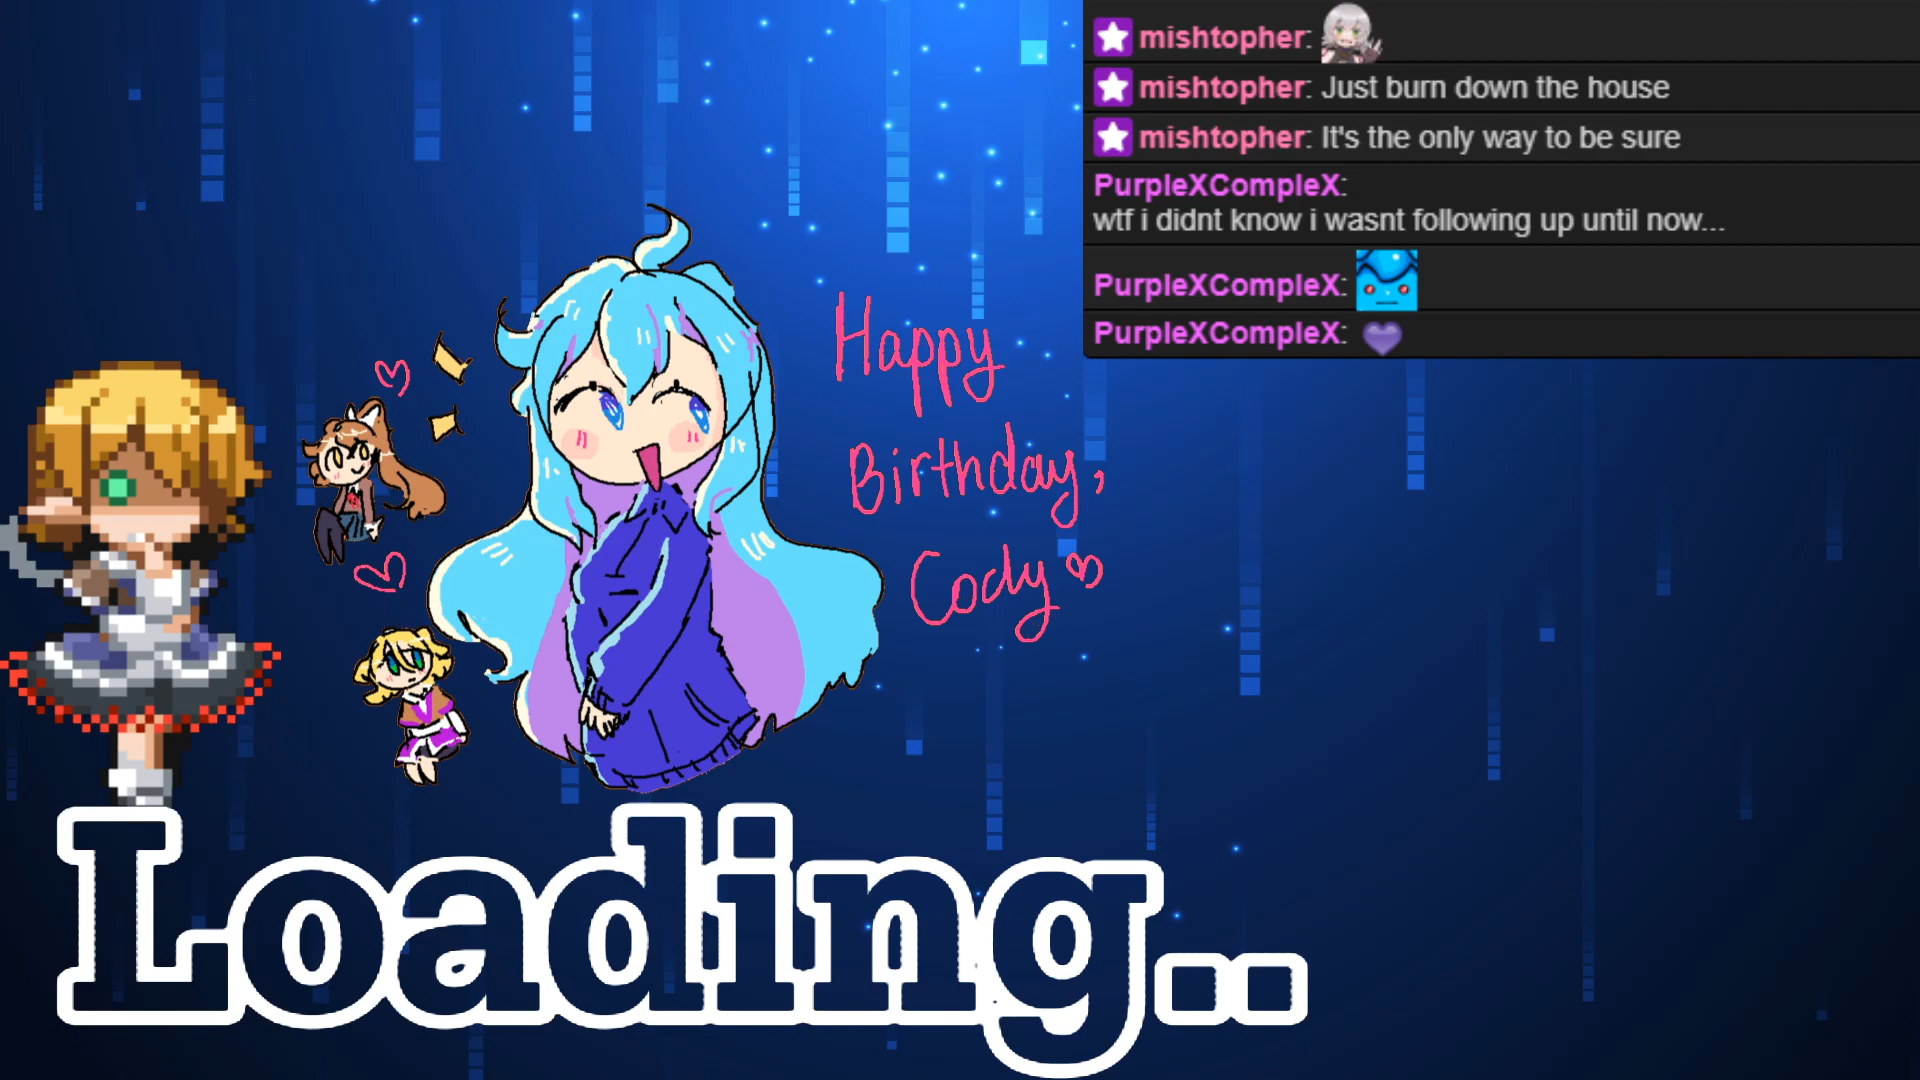 mishtopher:
mishtopher: Just burn down the house
mishtopher: It's the only way to be sure
PurpleXCompleX:
wtf i didnt know i wasnt following up until now...
PurpleXCompleX:
PurpleXCompleX:
Happy
Birthday,
Cody
Loading..